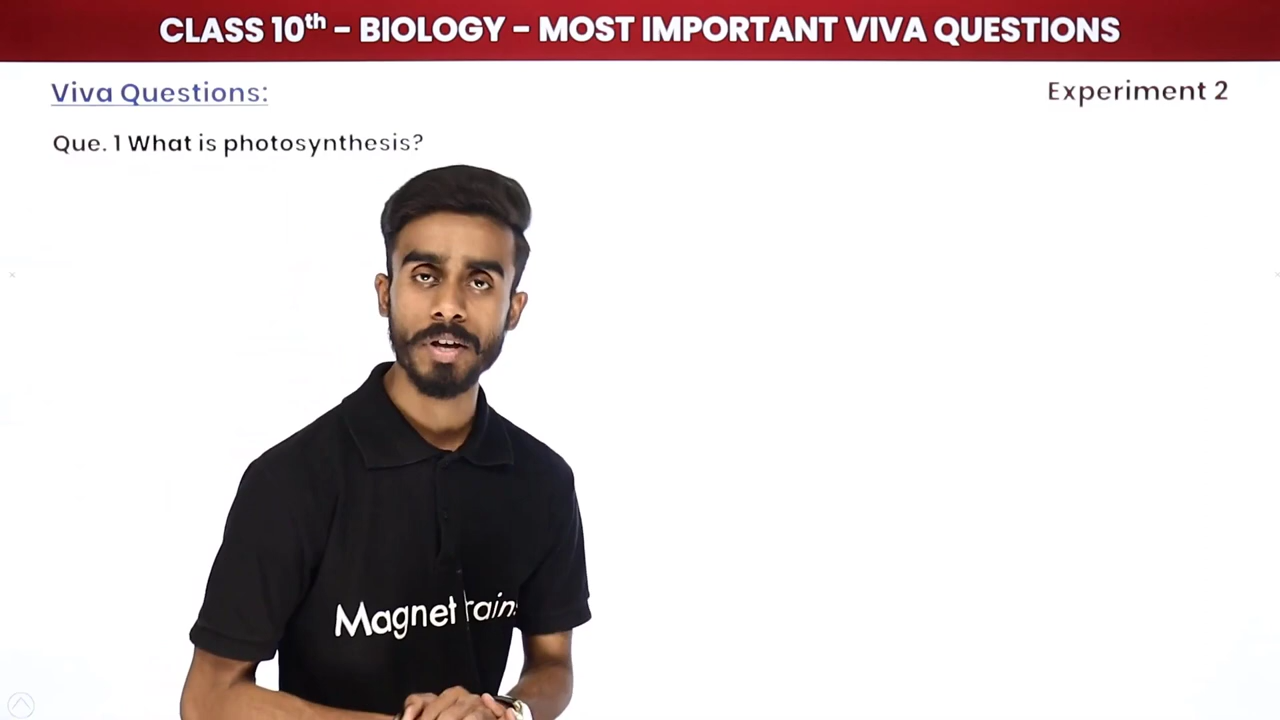 CLASS 10th - BIOLOGY - MOST IMPORTANT VIVA QUESTIONS
Viva Questions:
Experiment 2
Que. 1 What is photosynthesis?
Magnet